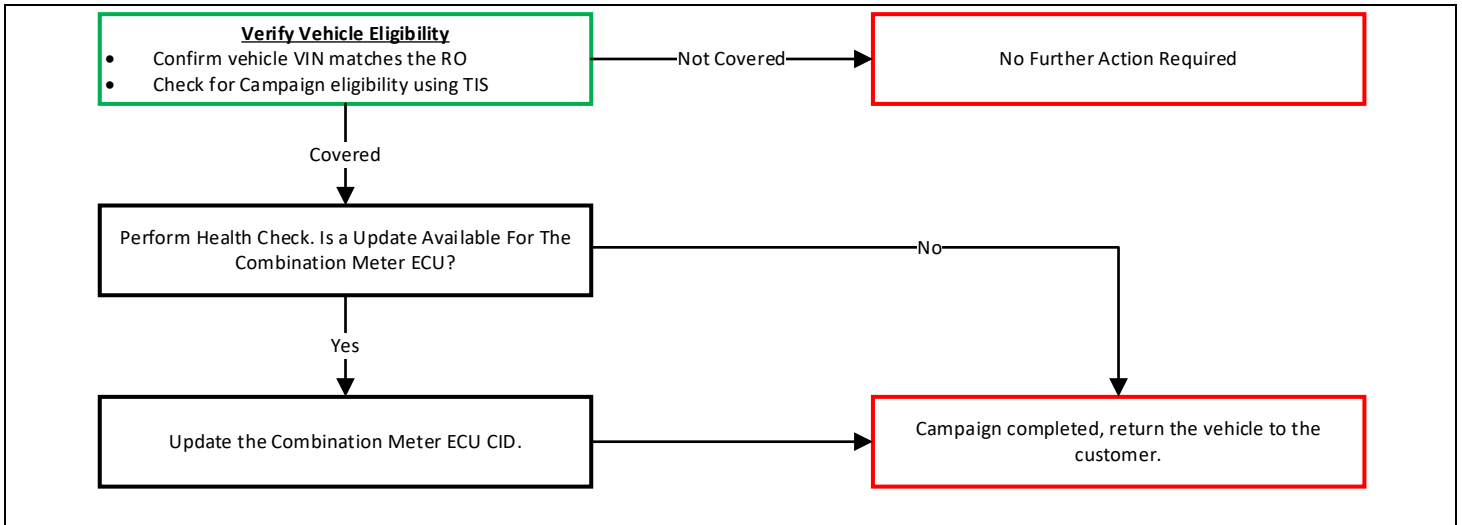 Verify Vehicle Eligibility
• Confirm vehicle VIN matches the RO
• Check for Campaign eligibility using TIS
Not Covered
No Further Action Required
Covered
Perform Health Check. Is a Update Available For The
Combination Meter ECU?
No
Yes
Update the Combination Meter ECU CID.
Campaign completed, return the vehicle to the
customer.